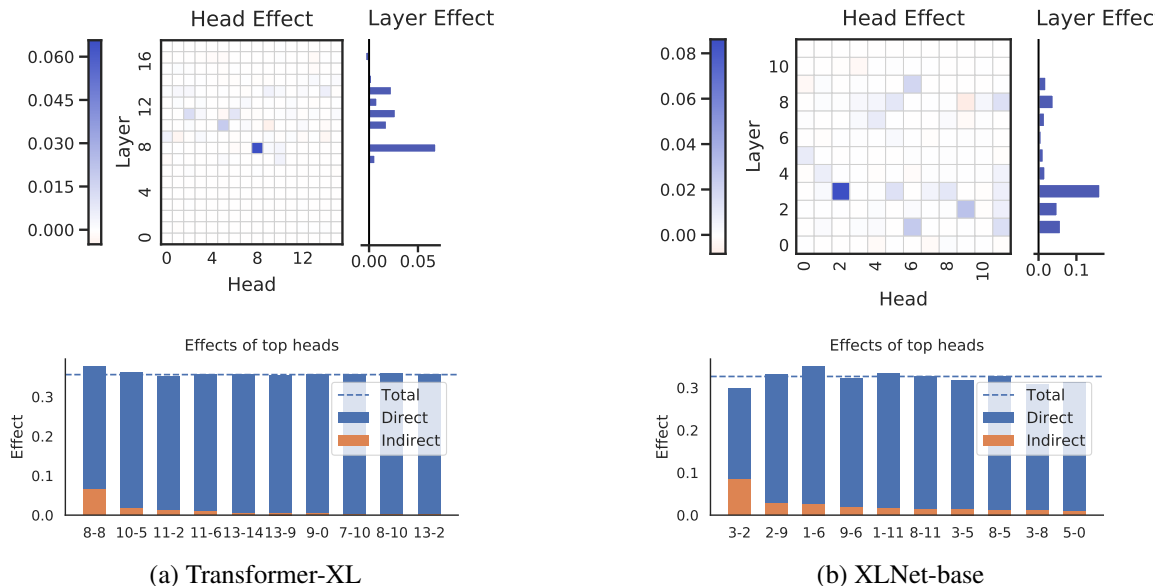 Head Effect
Layer Effect
0.060
0.045
0.030
0.015
0.000
Layer
16
12
8
4
0
0 4 8 12
Head
0.00 0.05
Effects of top heads
Effect
0.3
0.2
0.1
0.0
Total
Direct
Indirect
8-8 10-5 11-2 11-6 13-14 13-9 9-0 7-10 8-10 13-2
(a) Transformer-XL
Head Effect
Layer Effec
0.08
0.06
0.04
0.02
0.00
Layer
10
8
6
4
2
0
0 2 4 6 8 10
Head
0.0 0.1
Effects of top heads
Effect
0.3
0.2
0.1
0.0
Total
Direct
Indirect
3-2 2-9 1-6 9-6 1-11 8-11 3-5 8-5 3-8 5-0
(b) XLNet-base